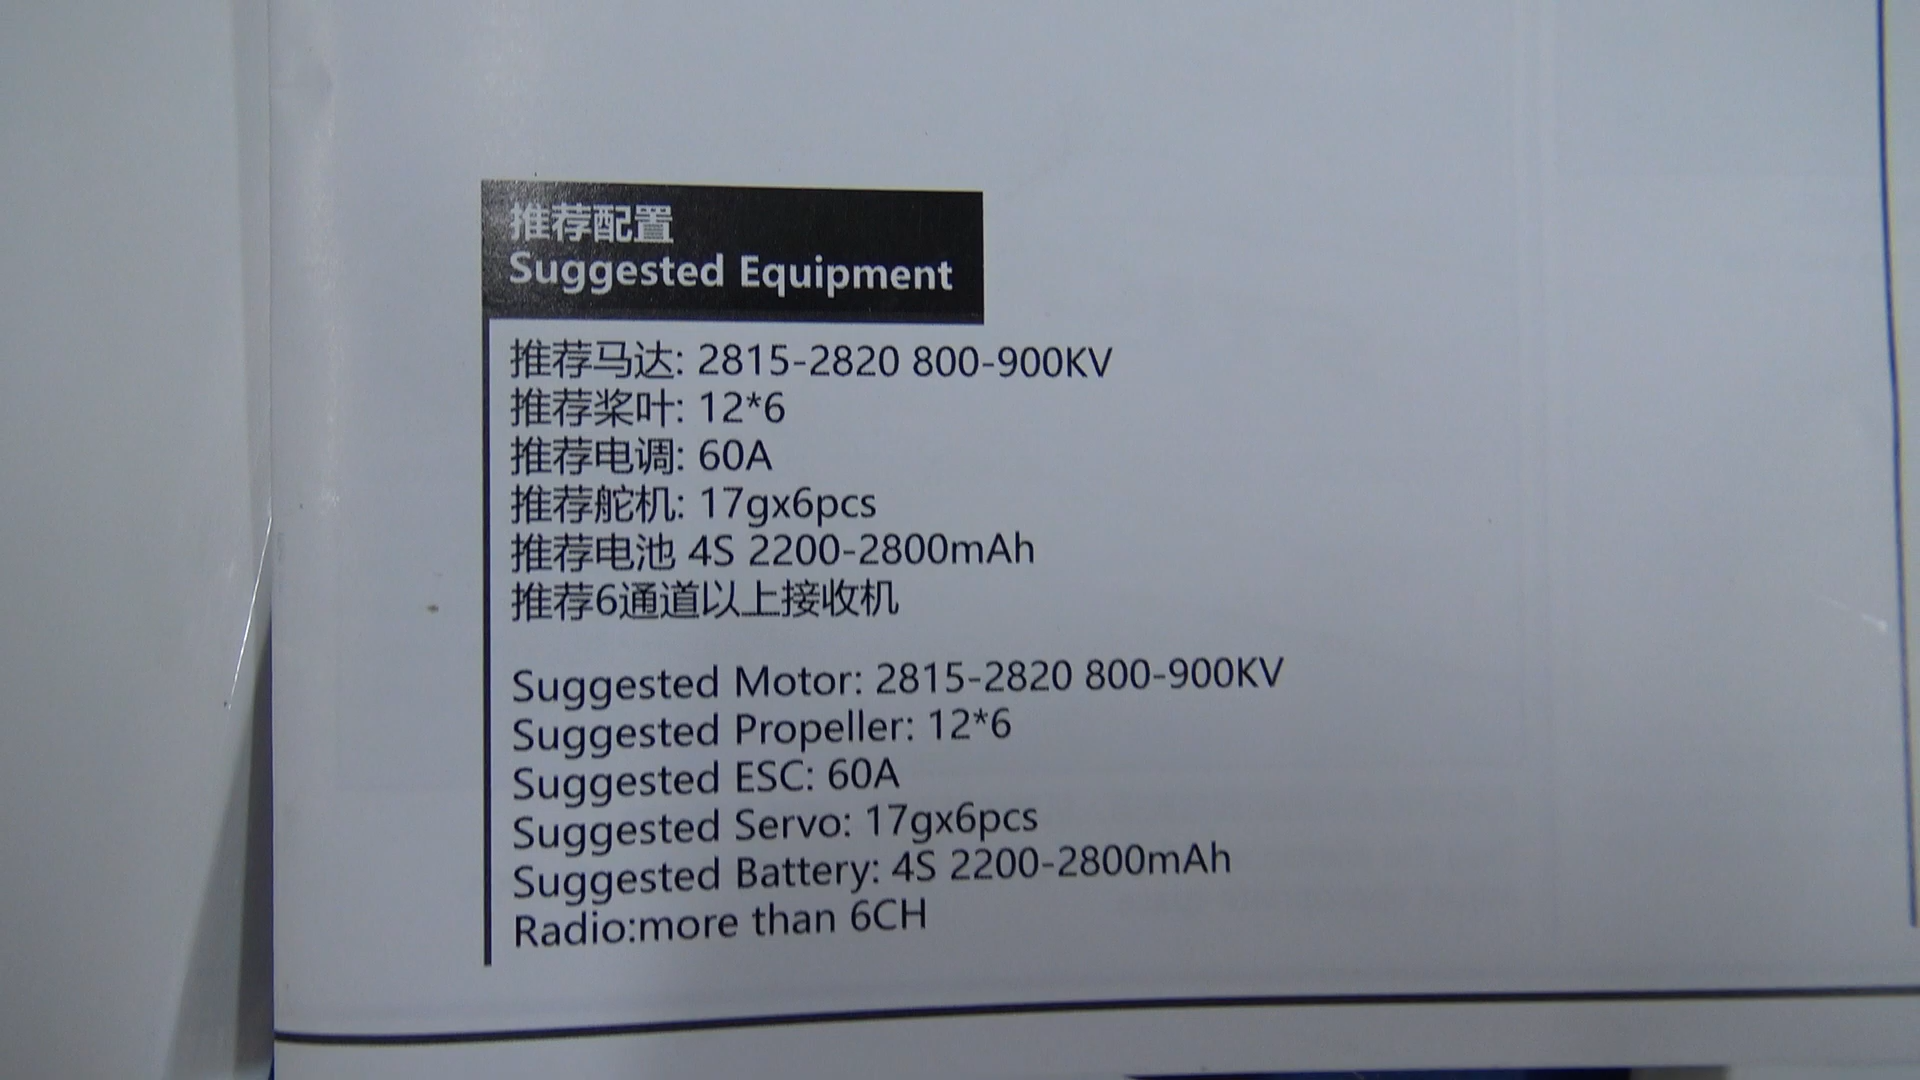 推荐配置
Suggested Equipment
推荐马达: 2815-2820 800-900KV
推荐桨叶: 12*6
推荐电调: 60A
推荐舵机: 17gx6pcs
推荐电池 4S 2200-2800mAh
推荐6通道以上接收机
Suggested Motor: 2815-2820 800-900KV
Suggested Propeller: 12*6
Suggested ESC: 60A
Suggested Servo: 17gx6pcs
Suggested Battery: 4S 2200-2800mAh
Radio:more than 6CH